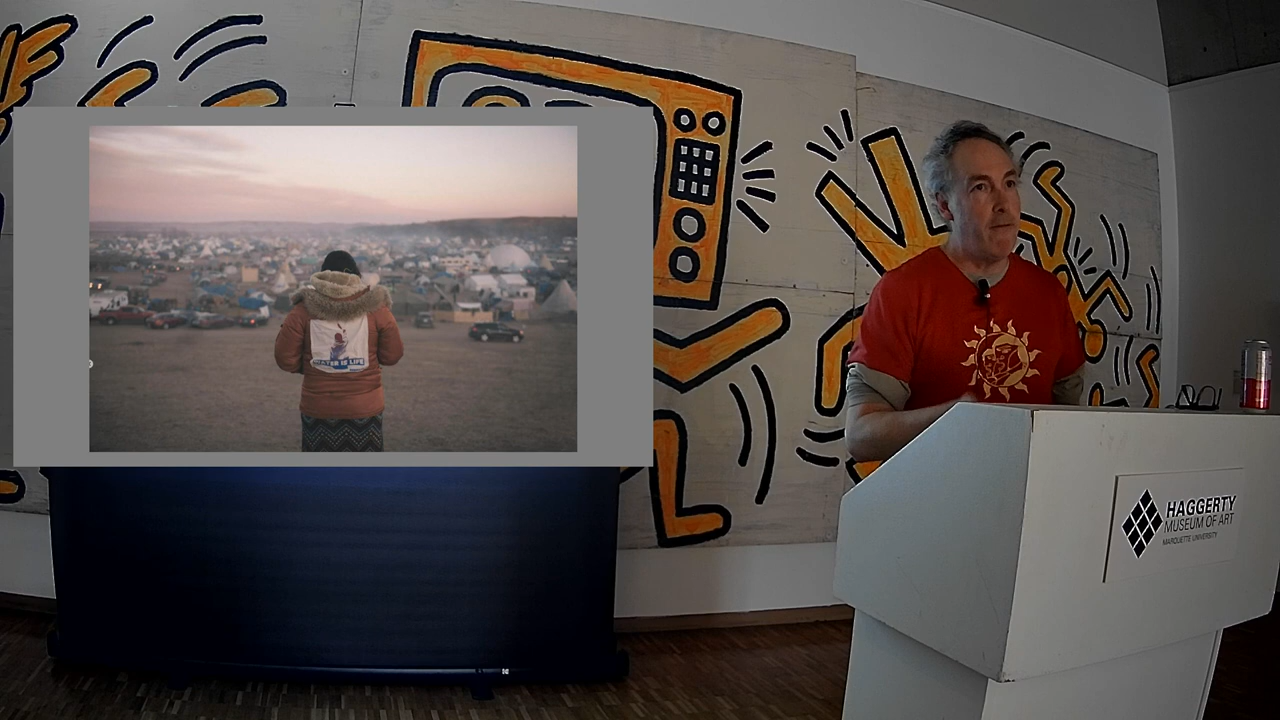 WATER IS LIFE
HAGGERTY
MUSEUM OF ART
MARQUETTE UNIVERSITY